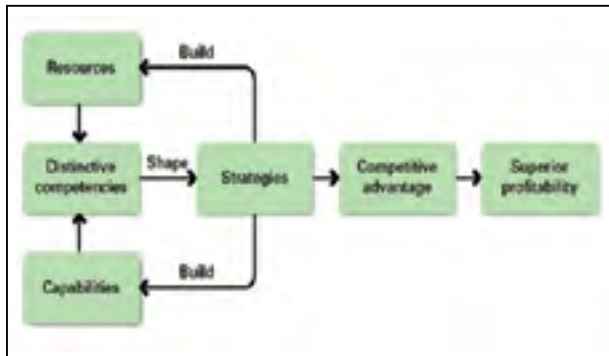 Build
Resources
Distinctive
competencies
Shape
Strategies
Competitive
advantage
Superior
profitability
Capabilities
Build